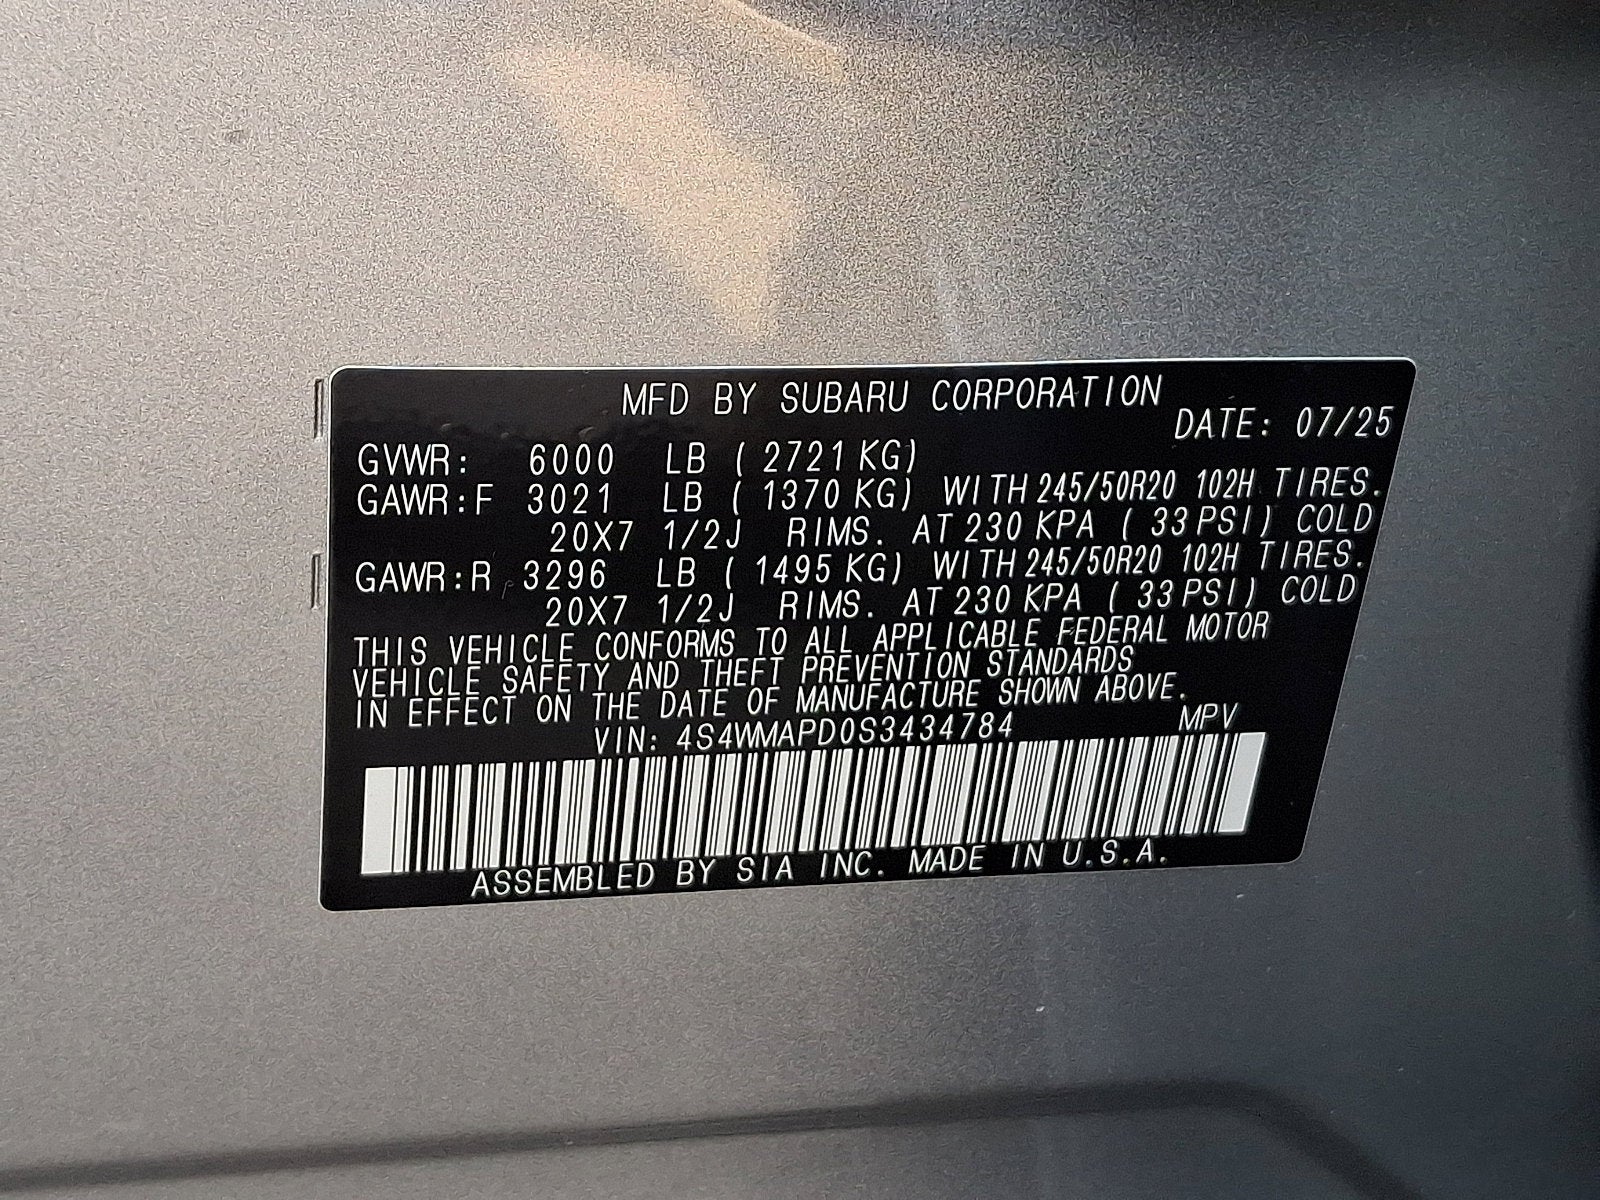 MFD BY SUBARU CORPORATION
DATE: 07/25
GVWR: 6000 LB ( 2721 KG)
GAWR:F 3021 LB ( 1370 KG) WITH 245/50R20 102H TIRES.
20X7 1/2J RIMS. AT 230 KPA ( 33 PSI) COLD
GAWR:R 3296 LB ( 1495 KG) WITH 245/50R20 102H TIRES.
20X7 1/2J RIMS. AT 230 KPA ( 33 PSI) COLD
THIS VEHICLE CONFORMS TO ALL APPLICABLE FEDERAL MOTOR
VEHICLE SAFETY AND THEFT PREVENTION STANDARDS
IN EFFECT ON THE DATE OF MANUFACTURE SHOWN ABOVE.
VIN: 4S4WMAPD0S3434784 MPV
ASSEMBLED BY SIA INC. MADE IN U.S.A.